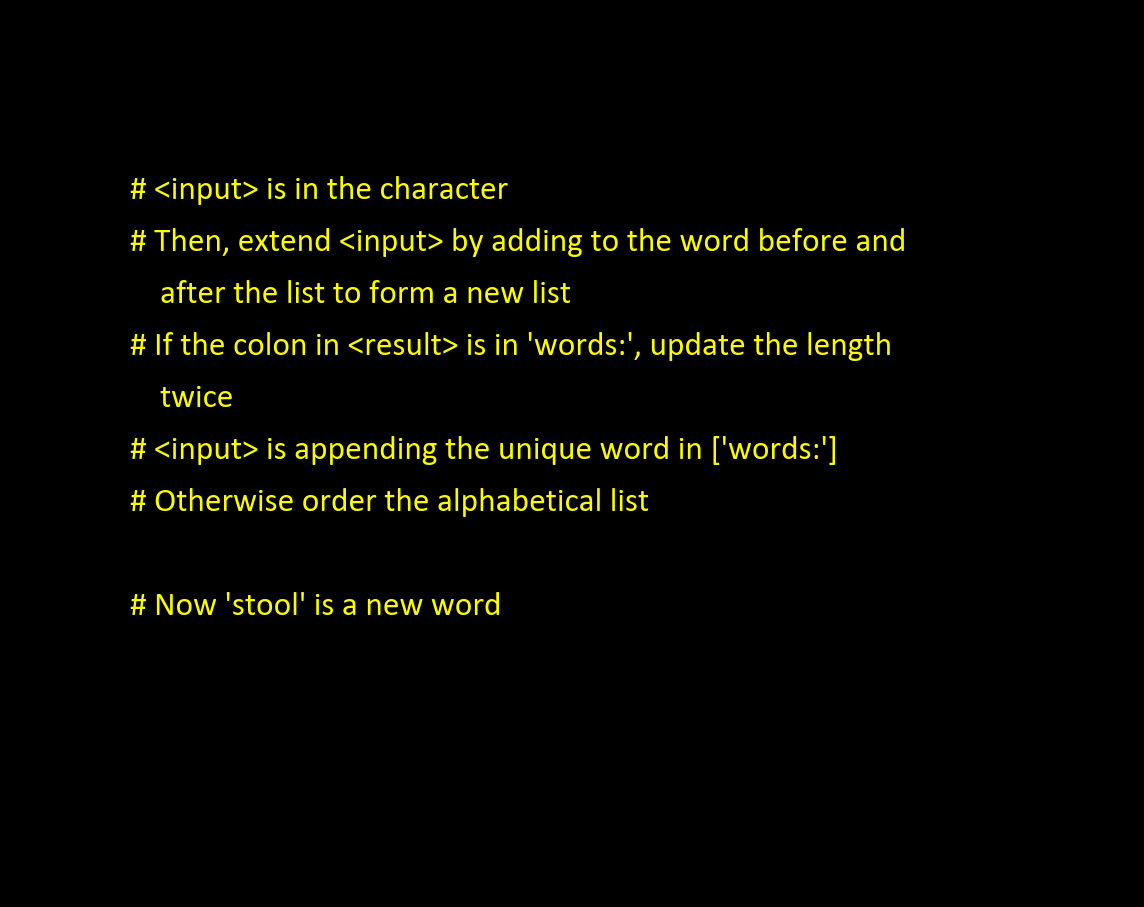 # <input> is in the character
# Then, extend <input> by adding to the word before and
after the list to form a new list
# If the colon in <result> is in 'words:', update the length
twice
# <input> is appending the unique word in ['words:']
# Otherwise order the alphabetical list
# Now 'stool' is a new word